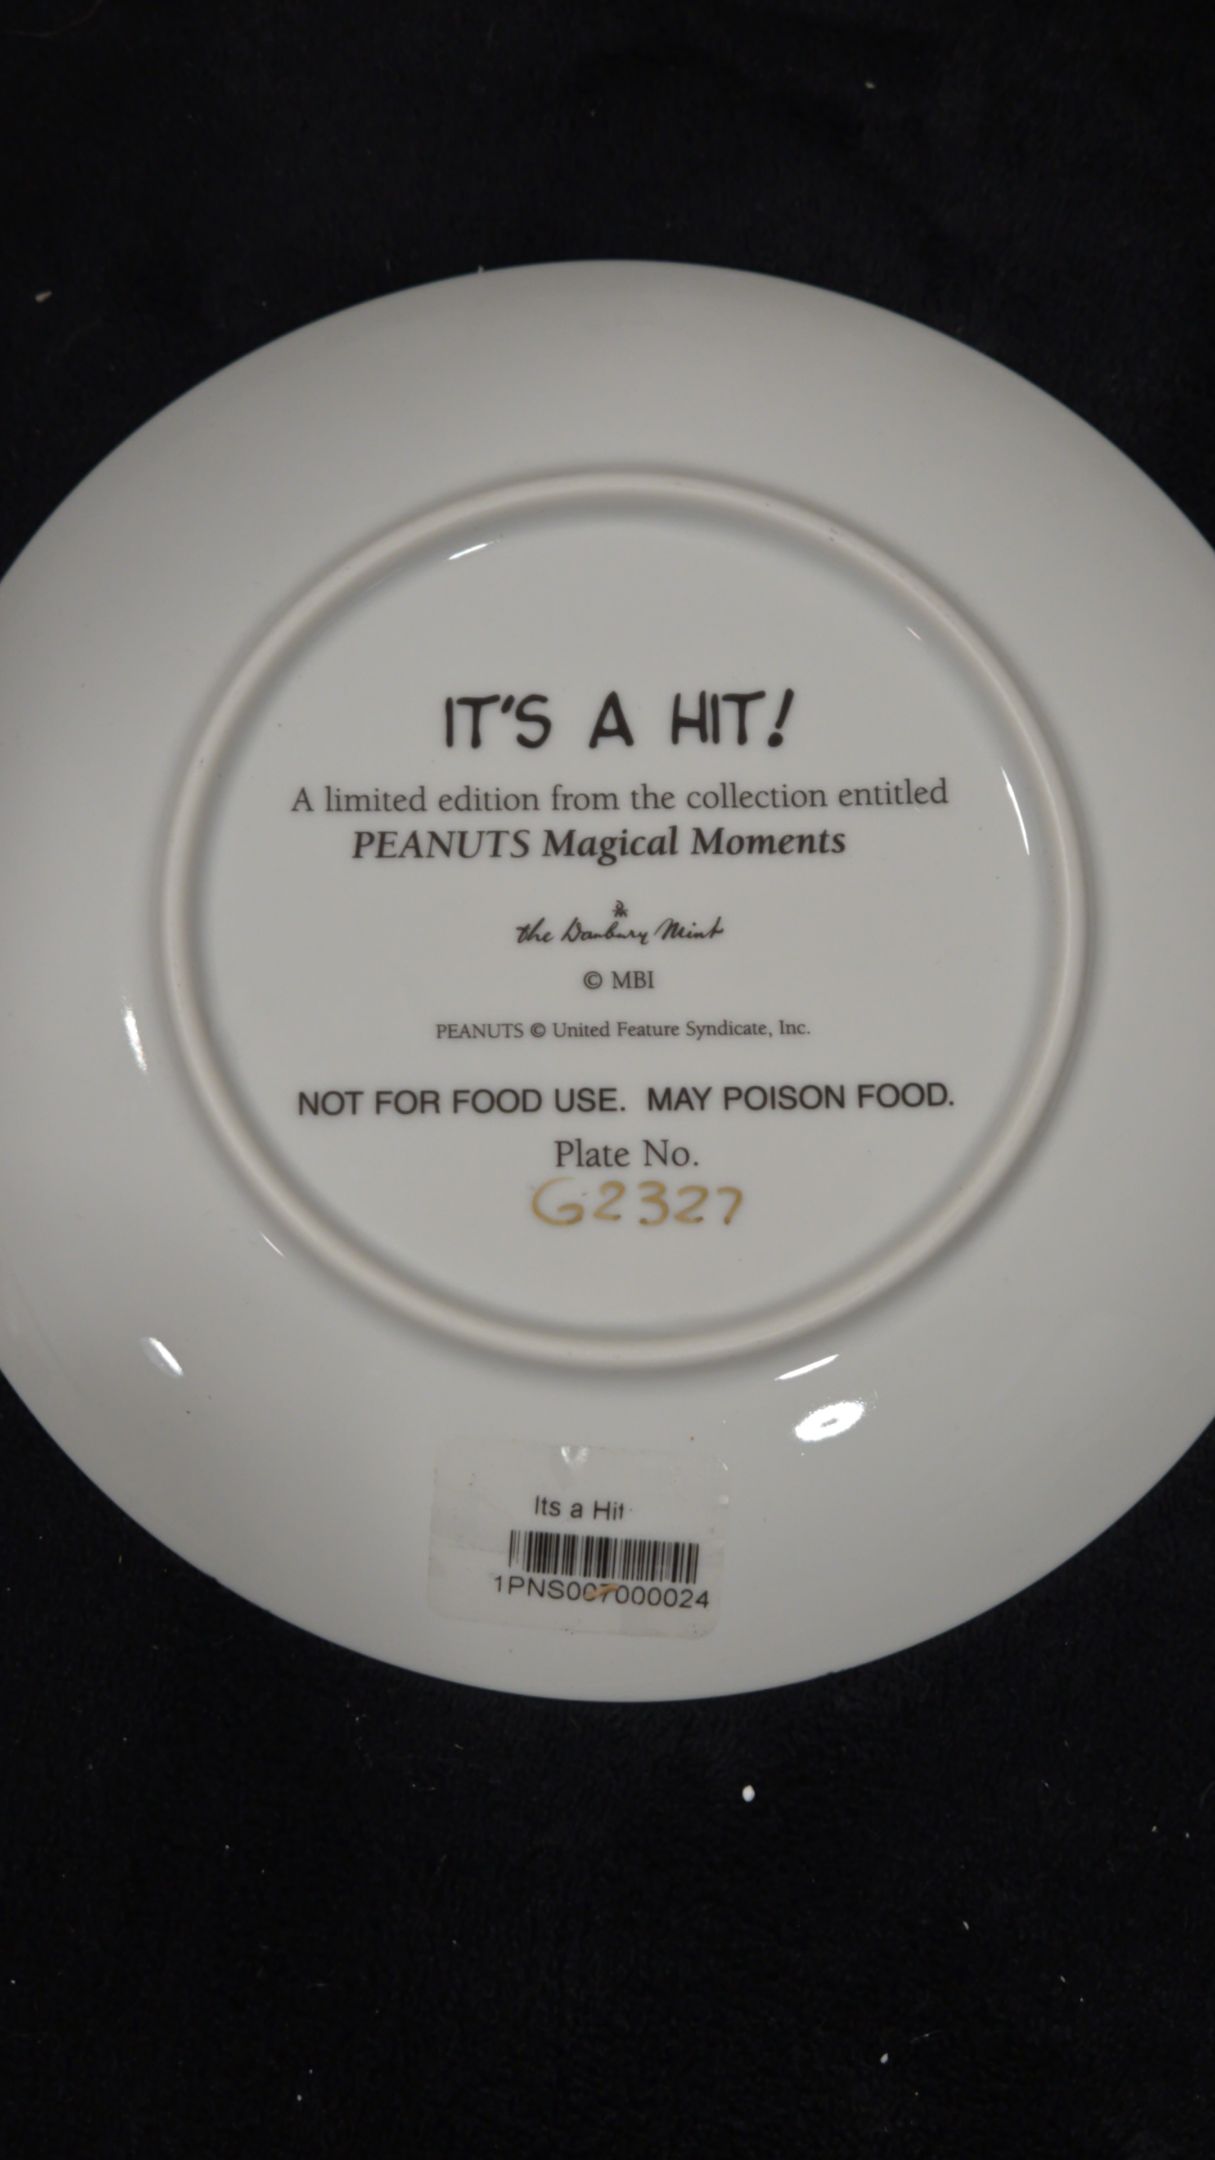 IT'S A HIT!
A limited edition from the collection entitled
PEANUTS Magical Moments
the Danbury Mint
© MBI
PEANUTS © United Feature Syndicate, Inc.
NOT FOR FOOD USE. MAY POISON FOOD.
Plate No.
G2327
Its a Hit
1PNS007000024